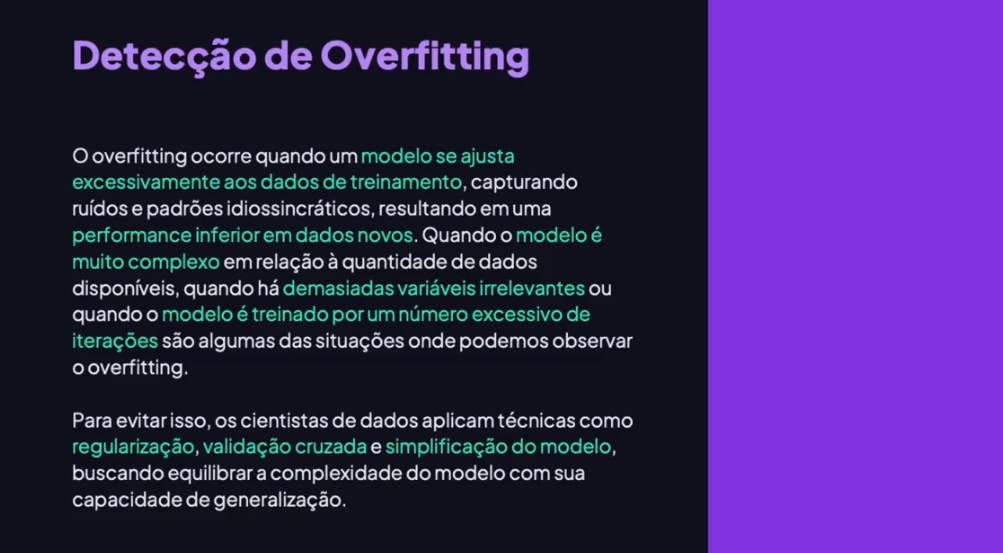 Detecção de Overfitting
O overfitting ocorre quando um modelo se ajusta
excessivamente aos dados de treinamento, capturando
ruídos e padrões idiossincráticos, resultando em uma
performance inferior em dados novos. Quando o modelo é
muito complexo em relação à quantidade de dados
disponíveis, quando há demasiadas variáveis irrelevantes ou
quando o modelo é treinado por um número excessivo de
iterações são algumas das situações onde podemos observar
o overfitting.
Para evitar isso, os cientistas de dados aplicam técnicas como
regularização, validação cruzada e simplificação do modelo,
buscando equilibrar a complexidade do modelo com sua
capacidade de generalização.